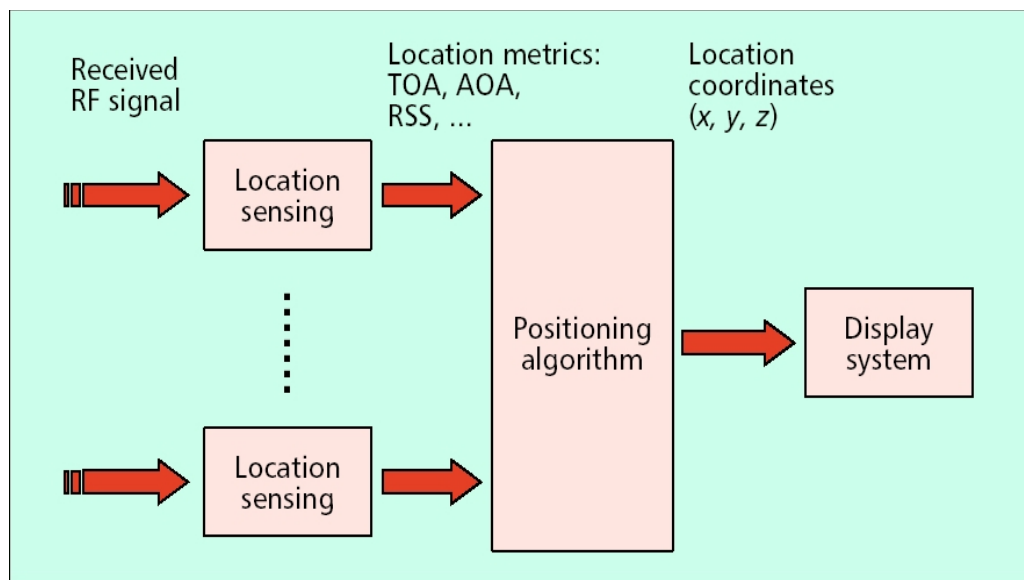 Received
RF signal
Location metrics:
TOA, AOA,
RSS, ...
Location
coordinates
(x, y, z)
Location
sensing
Positioning
algorithm
Display
system
Location
sensing